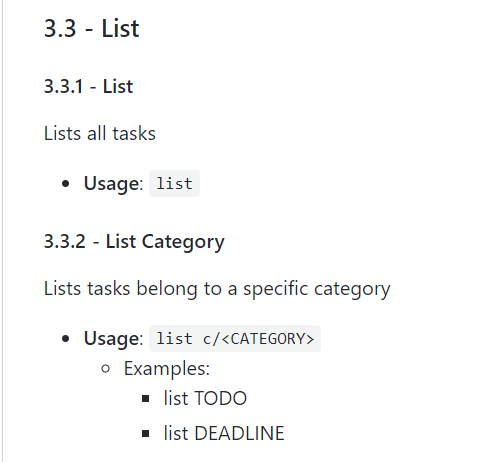 3.3 - List
3.3.1 - List
Lists all tasks
Usage: list
3.3.2 - List Category
Lists tasks belong to a specific category
Usage: list c/<CATEGORY>
Examples:
list TODO
list DEADLINE